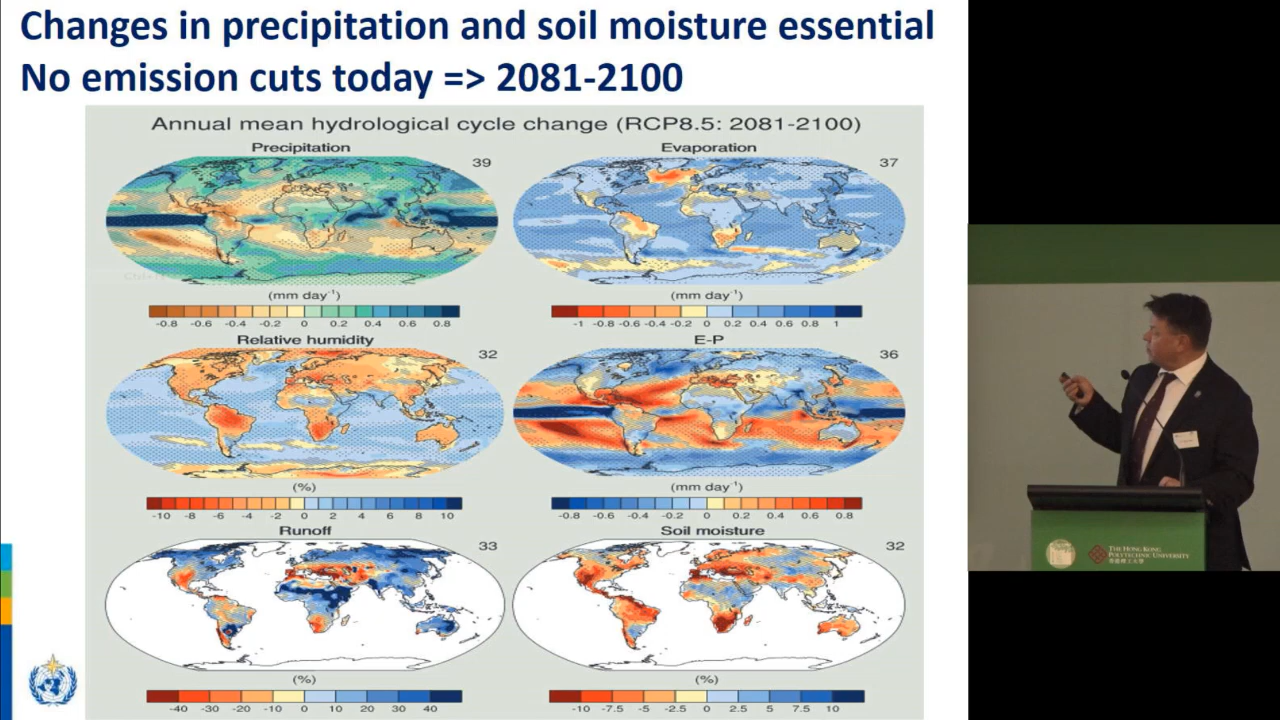 Changes in precipitation and soil moisture essential
No emission cuts today => 2081-2100
Annual mean hydrological cycle change (RCP8.5: 2081-2100)
Precipitation
39
(mm day⁻¹)
-0.8 -0.6 -0.4 -0.2 0 0.2 0.4 0.6 0.8
Evaporation
37
(mm day⁻¹)
-1 -0.8 -0.6 -0.4 -0.2 0 0.2 0.4 0.6 0.8 1
Relative humidity
32
(%)
-10 -8 -6 -4 -2 0 2 4 6 8 10
E-P
36
(mm day⁻¹)
-0.8 -0.6 -0.4 -0.2 0 0.2 0.4 0.6 0.8
Runoff
33
(%)
-40 -30 -20 -10 0 10 20 30 40
Soil moisture
32
(%)
-10 -7.5 -5 -2.5 0 2.5 5 7.5 10
THE HONG KONG
POLYTECHNIC UNIVERSITY
香港理工大學